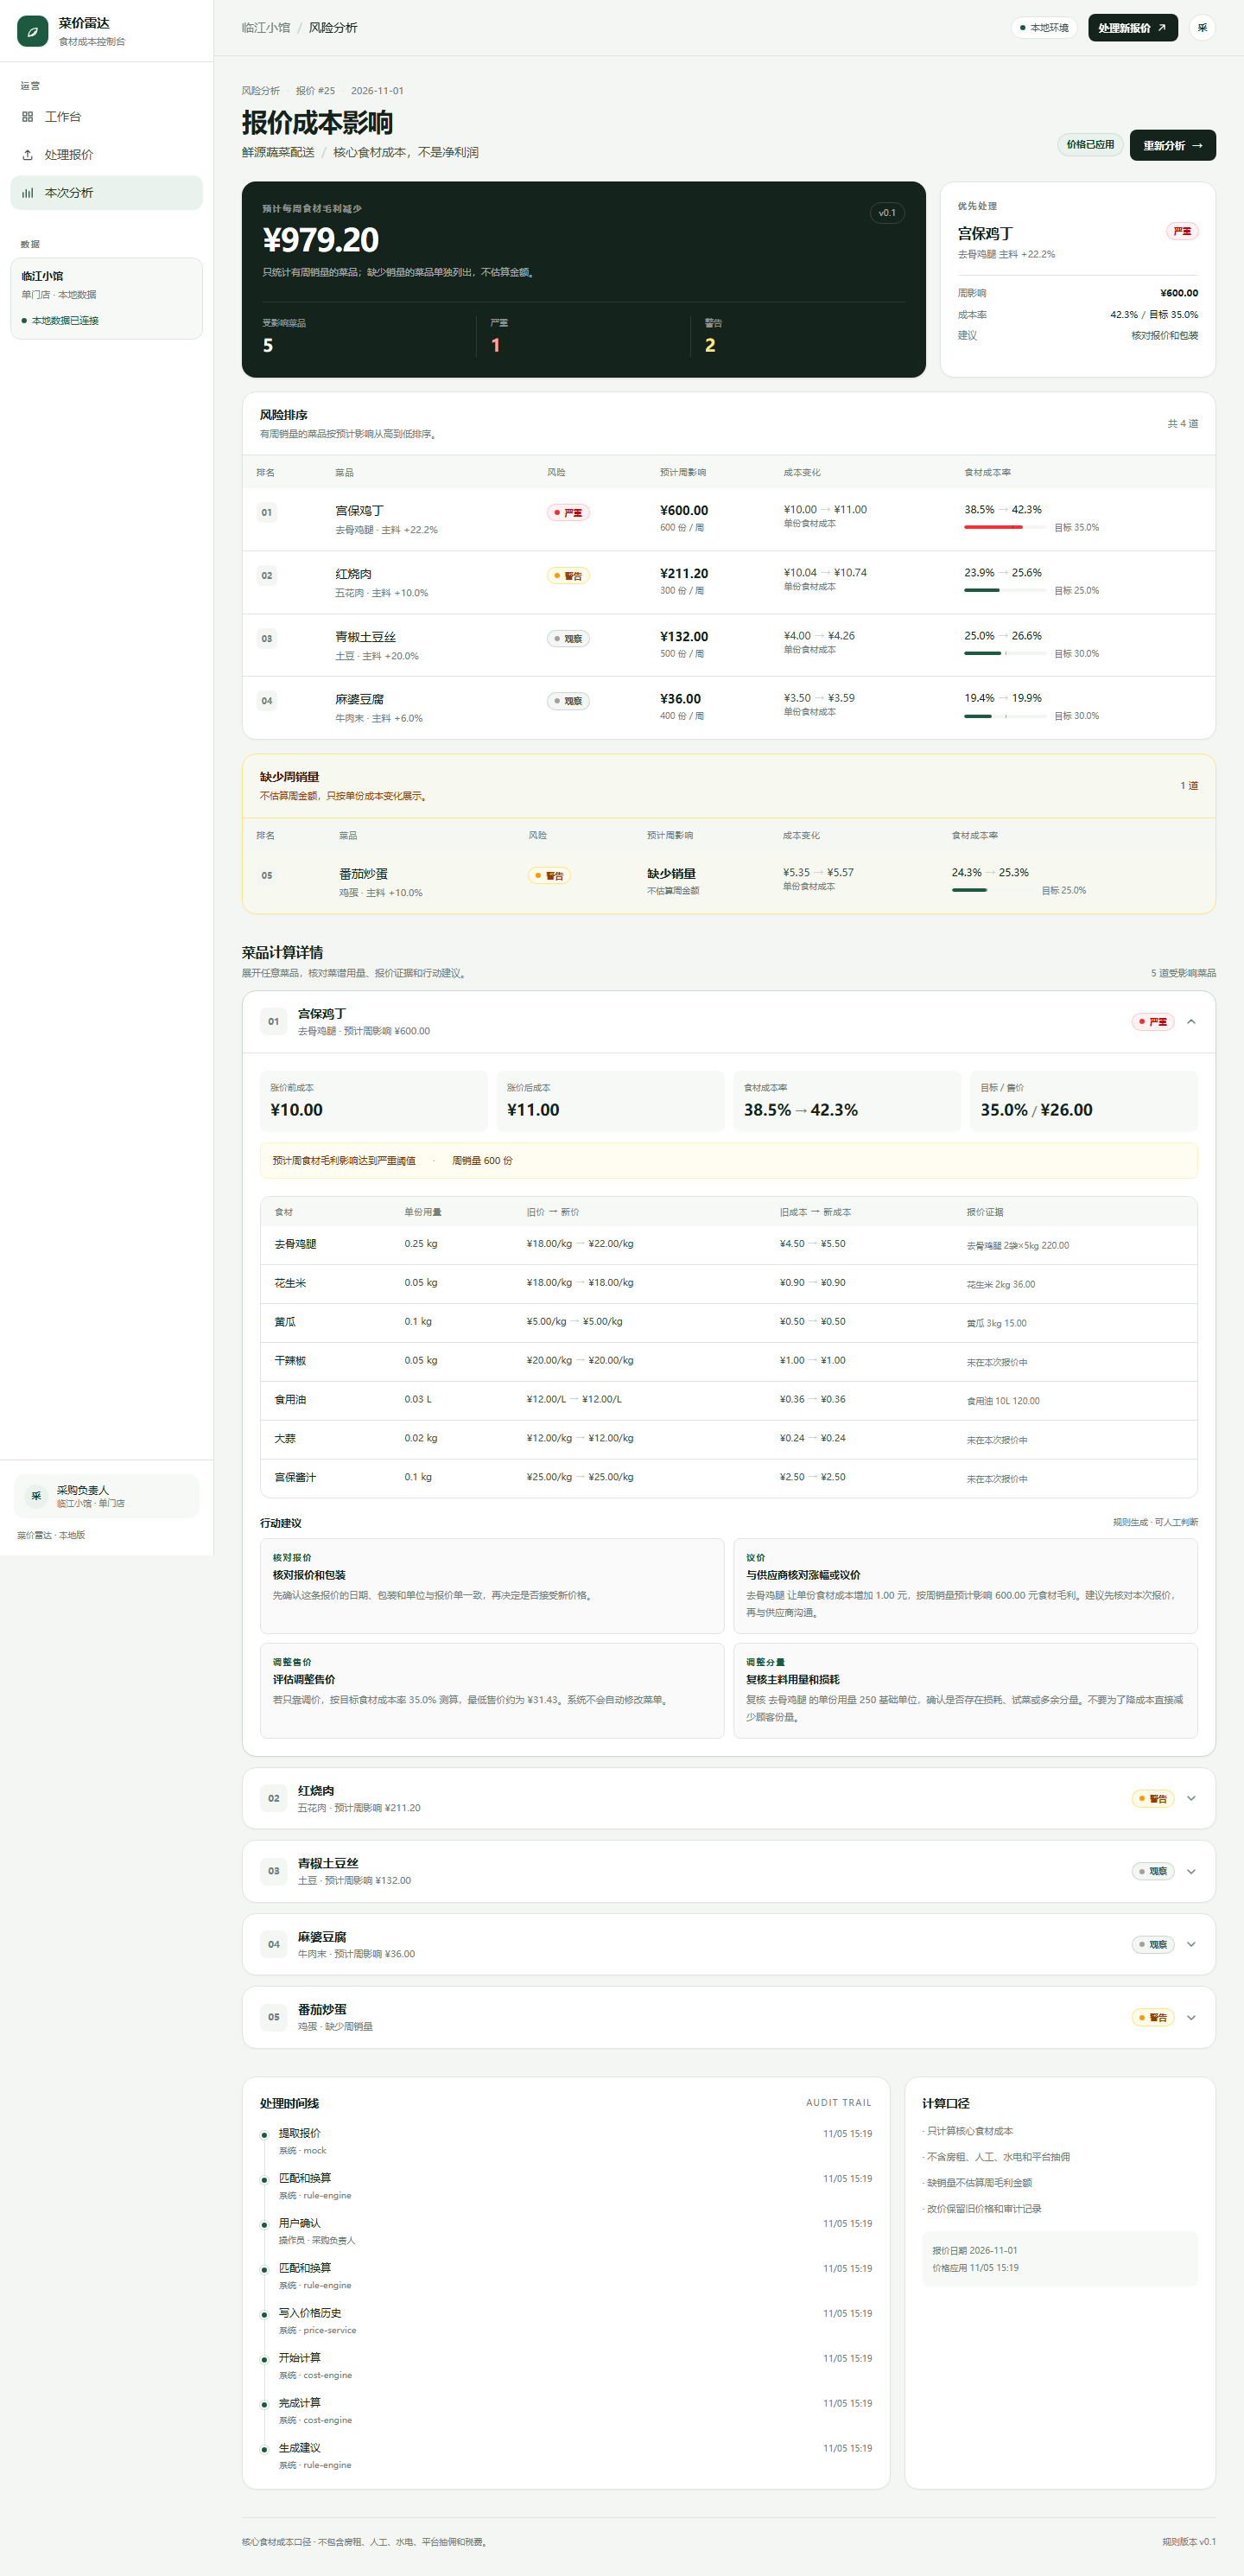 菜价雷达
食材成本控制台
运营
工作台
处理报价
本次分析
数据
临江小馆
单门店 · 本地数据
本地数据已连接
采
采购负责人
临江小馆 · 单门店
菜价雷达 · 本地版
临江小馆 / 风险分析
本地环境
处理新报价 ↗
采
风险分析 · 报价 #25 · 2026-11-01
报价成本影响
鲜源蔬菜配送 / 核心食材成本，不是净利润
价格已应用
重新分析 →
预计每周食材毛利减少
v0.1
¥979.20
只统计有周销量的菜品；缺少销量的菜品单独列出，不估算金额。
受影响菜品 严重 警告
5 1 2
优先处理
宫保鸡丁 严重
去骨鸡腿 主料 +22.2%
周影响 ¥600.00
成本率 42.3% / 目标 35.0%
建议 核对报价和包装
风险排序
有周销量的菜品按预计影响从高到低排序。
共 4 道
排名 菜品 风险 预计周影响 成本变化 食材成本率
01 宫保鸡丁 严重 ¥600.00 ¥10.00 → ¥11.00 38.5% → 42.3%
去骨鸡腿 · 主料 +22.2% 600 份 / 周 单份食材成本 目标 35.0%
02 红烧肉 警告 ¥211.20 ¥10.04 → ¥10.74 23.9% → 25.6%
五花肉 · 主料 +10.0% 300 份 / 周 单份食材成本 目标 25.0%
03 青椒土豆丝 观察 ¥132.00 ¥4.00 → ¥4.26 25.0% → 26.6%
土豆 · 主料 +20.0% 500 份 / 周 单份食材成本 目标 30.0%
04 麻婆豆腐 观察 ¥36.00 ¥3.50 → ¥3.59 19.4% → 19.9%
牛肉末 · 主料 +6.0% 400 份 / 周 单份食材成本 目标 30.0%
缺少周销量
不估算周金额，只按单份成本变化展示。
1 道
排名 菜品 风险 预计周影响 成本变化 食材成本率
05 番茄炒蛋 警告 缺少销量 ¥5.35 → ¥5.57 24.3% → 25.3%
鸡蛋 · 主料 +10.0% 不估算周金额 单份食材成本 目标 25.0%
菜品计算详情
展开任意菜品，核对菜谱用量、报价证据和行动建议。
5 道受影响菜品
01 宫保鸡丁 严重
去骨鸡腿 · 预计周影响 ¥600.00
涨价前成本 涨价后成本 食材成本率 目标 / 售价
¥10.00 ¥11.00 38.5% → 42.3% 35.0% / ¥26.00
预计周食材毛利影响达到严重阈值 · 周销量 600 份
食材 单份用量 旧价 → 新价 旧成本 → 新成本 报价证据
去骨鸡腿 0.25 kg ¥18.00/kg → ¥22.00/kg ¥4.50 → ¥5.50 去骨鸡腿 2袋×5kg 220.00
花生米 0.05 kg ¥18.00/kg → ¥18.00/kg ¥0.90 → ¥0.90 花生米 2kg 36.00
黄瓜 0.1 kg ¥5.00/kg → ¥5.00/kg ¥0.50 → ¥0.50 黄瓜 3kg 15.00
干辣椒 0.05 kg ¥20.00/kg → ¥20.00/kg ¥1.00 → ¥1.00 未在本次报价中
食用油 0.03 L ¥12.00/L → ¥12.00/L ¥0.36 → ¥0.36 食用油 10L 120.00
大蒜 0.02 kg ¥12.00/kg → ¥12.00/kg ¥0.24 → ¥0.24 未在本次报价中
宫保酱汁 0.1 kg ¥25.00/kg → ¥25.00/kg ¥2.50 → ¥2.50 未在本次报价中
行动建议 规则生成 · 可人工判断
核对报价
核对报价和包装
先确认这条报价的日期、包装和单位与报价单一致，再决定是否接受新价格。
议价
与供应商核对涨幅或议价
去骨鸡腿 让单份食材成本增加 1.00 元，按周销量预计影响 600.00 元食材毛利。建议先核对本次报价，
再与供应商沟通。
调整售价
评估调整售价
若只靠调价，按目标食材成本率 35.0% 测算，最低售价约为 ¥31.43。系统不会自动修改菜单。
调整分量
复核主料用量和损耗
复核 去骨鸡腿 的单份用量 250 基础单位，确认是否存在损耗、试菜或多余分量。不要为了降成本直接减
少顾客份量。
02 红烧肉 警告
五花肉 · 预计周影响 ¥211.20
03 青椒土豆丝 观察
土豆 · 预计周影响 ¥132.00
04 麻婆豆腐 观察
牛肉末 · 预计周影响 ¥36.00
05 番茄炒蛋 警告
鸡蛋 · 缺少周销量
处理时间线 AUDIT TRAIL
提取报价 11/05 15:19
系统 · mock
匹配和换算 11/05 15:19
系统 · rule-engine
用户确认 11/05 15:19
操作员 · 采购负责人
匹配和换算 11/05 15:19
系统 · rule-engine
写入价格历史 11/05 15:19
系统 · price-service
开始计算 11/05 15:19
系统 · cost-engine
完成计算 11/05 15:19
系统 · cost-engine
生成建议 11/05 15:19
系统 · rule-engine
计算口径
· 只计算核心食材成本
· 不含房租、人工、水电和平台抽佣
· 缺销量不估算周毛利金额
· 改价保留旧价格和审计记录
报价日期 2026-11-01
价格应用 11/05 15:19
核心食材成本口径 · 不包含房租、人工、水电、平台抽佣和税费。
规则版本 v0.1